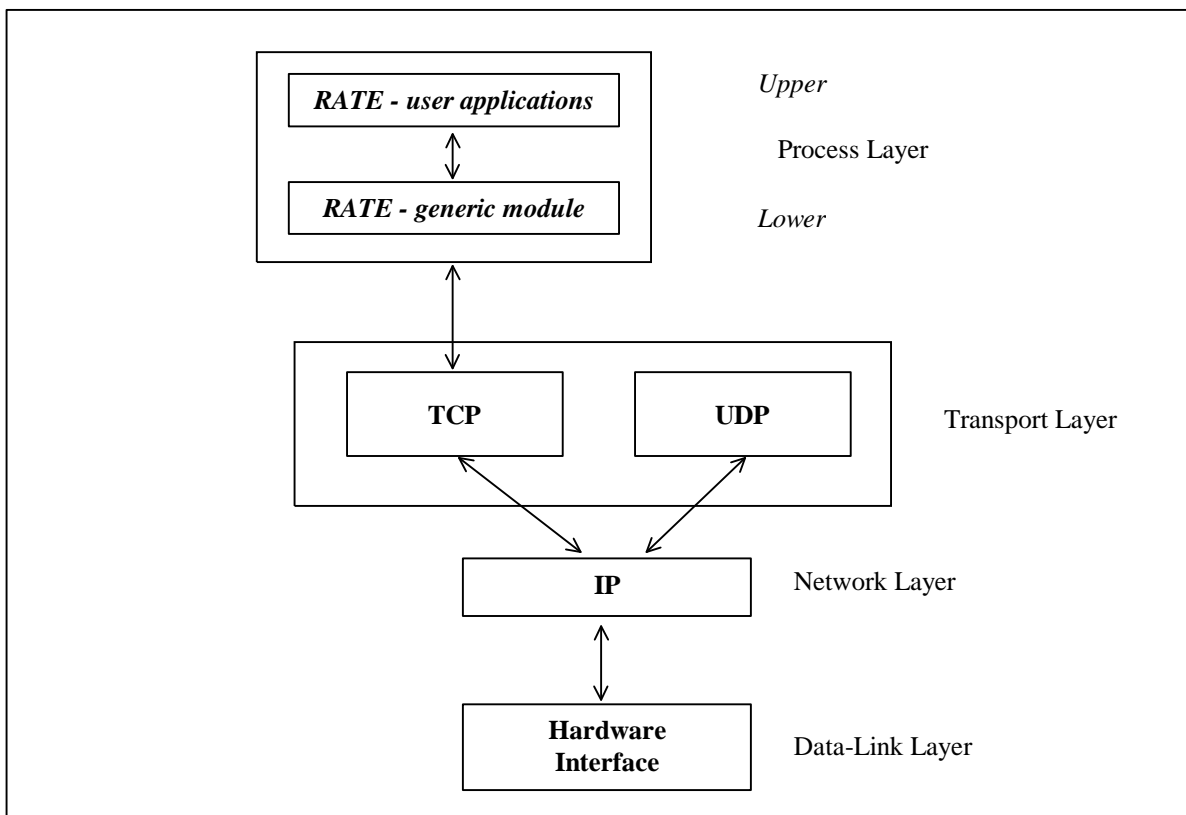 RATE - user applications
Upper
Process Layer
RATE - generic module
Lower
TCP
UDP
Transport Layer
IP
Network Layer
Hardware
Interface
Data-Link Layer